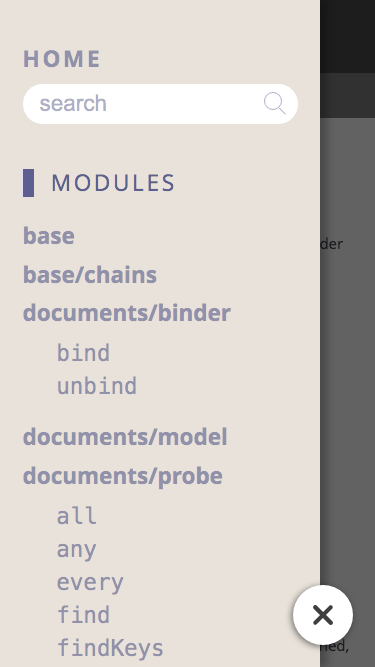 HOME
search
MODULES
base
base/chains
documents/binder
bind
unbind
documents/model
documents/probe
all
any
every
find
findKeys